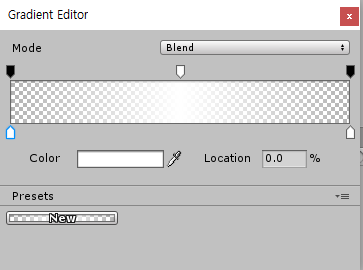 Gradient Editor
x
Mode Blend
Color Location 0.0 %
Presets
New